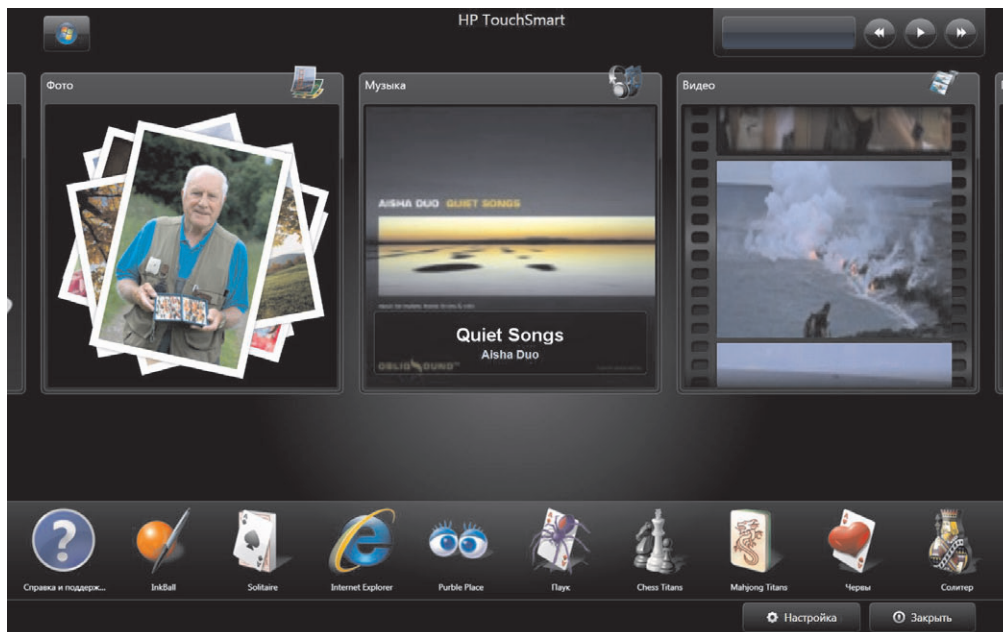 HP TouchSmart
Фото
Музыка
Видео
AISHA DUO QUIET SONGS
Quiet Songs
Aisha Duo
Справка и поддерж...
InkBall
Solitaire
Internet Explorer
Purble Place
Паук
Chess Titans
Mahjong Titans
Червы
Солитер
Настройка
Закрыть